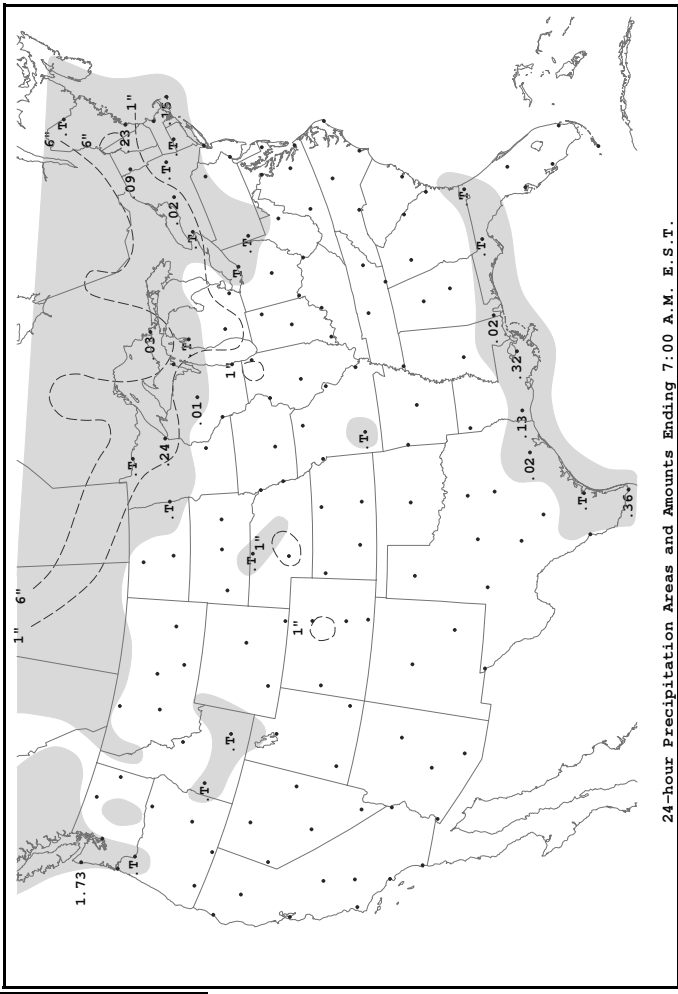 1"
6"
6"
.T
1.73
6"
.T
.T
.09
.23
1"
.03
.24
.T
.T
.15
.T
.02
.T
.01
.T
.T
.T
1"
.T
.T
.T
1"
1"
.T
.T
.T
.02
.32
.13
.02
.T
.36
24-hour Precipitation Areas and Amounts Ending 7:00 A.M. E.S.T.